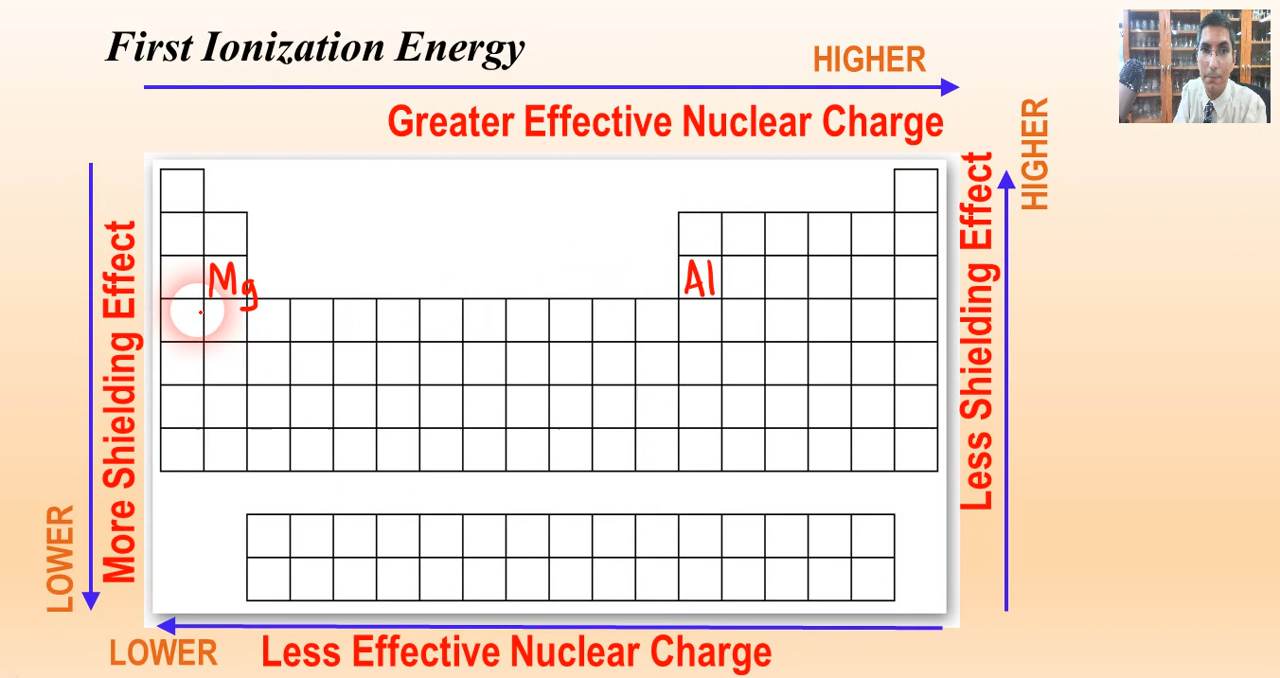 First Ionization Energy
HIGHER
Greater Effective Nuclear Charge
HIGHER
Less Shielding Effect
More Shielding Effect
LOWER
Mg
Al
LOWER
Less Effective Nuclear Charge